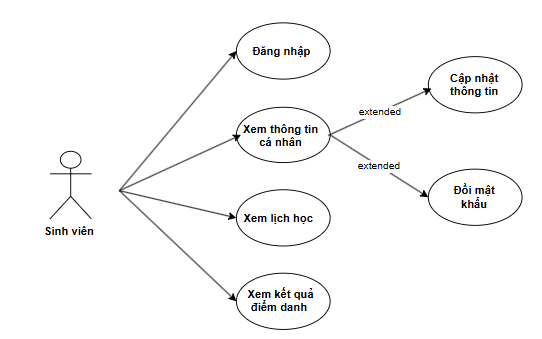 Đăng nhập
Cập nhật
thông tin
extended
Xem thông tin
cá nhân
extended
Đổi mật
khẩu
Sinh viên
Xem lịch học
Xem kết quả
điểm danh